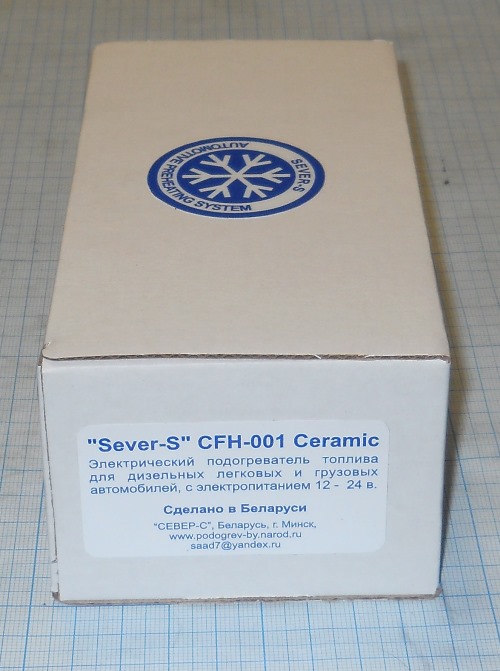 SEVER-S
AUTOMOTIVE PREHEATING SYSTEM
"Sever-S" CFH-001 Ceramic
Электрический подогреватель топлива
для дизельных легковых и грузовых
автомобилей, с электропитанием 12 - 24 в.
Сделано в Беларуси
"СЕВЕР-С", Беларусь, г. Минск,
www.podogrev-by.narod.ru
saad7@yandex.ru